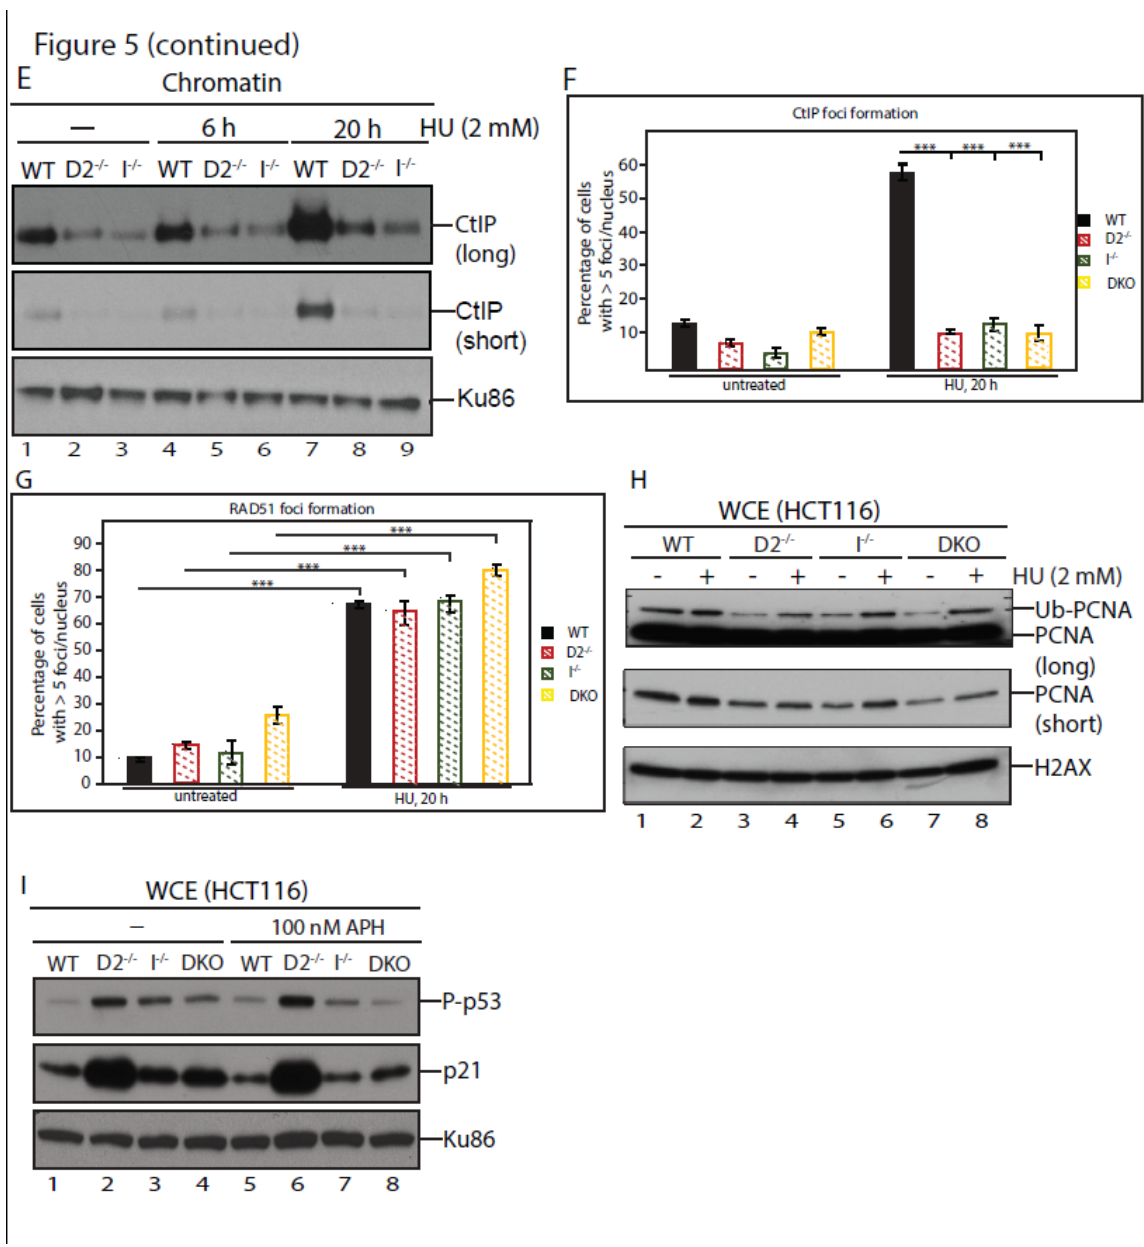 Figure 5 (continued)
E
Chromatin
— 6 h 20 h HU (2 mM)
WT D2-/- I-/- WT D2-/- I-/- WT D2-/- I-/-
CtIP
(long)
CtIP
(short)
Ku86
1 2 3 4 5 6 7 8 9
F
CtIP foci formation
Percentage of cells
with > 5 foci/nucleus
60
50
40
30
20
10
*** *** ***
untreated HU, 20 h
WT
D2-/-
I-/-
DKO
G
RAD51 foci formation
Percentage of cells
with > 5 foci/nucleus
90
80
70
60
50
40
30
20
10
0
***
***
***
***
untreated HU, 20 h
WT
D2-/-
I-/-
DKO
H
WCE (HCT116)
WT D2-/- I-/- DKO
- + - + - + - + HU (2 mM)
Ub-PCNA
PCNA
(long)
PCNA
(short)
H2AX
1 2 3 4 5 6 7 8
I
WCE (HCT116)
— 100 nM APH
WT D2-/- I-/- DKO WT D2-/- I-/- DKO
P-p53
p21
Ku86
1 2 3 4 5 6 7 8